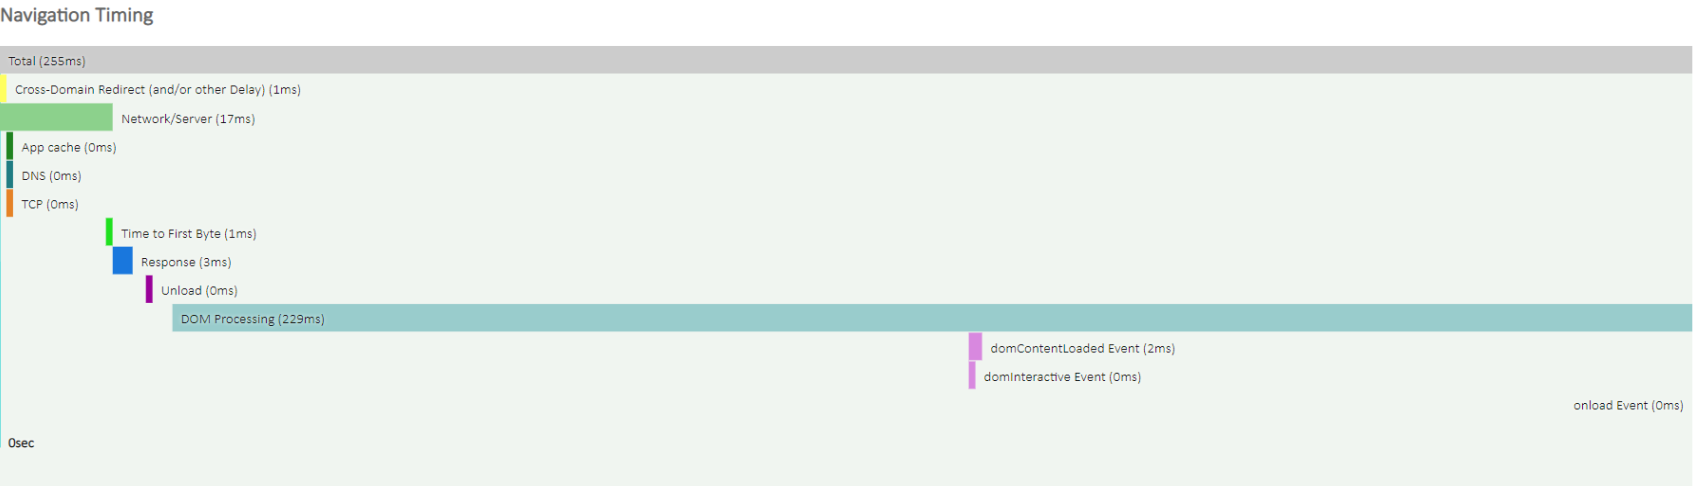 Navigation Timing
Total (255ms)
Cross-Domain Redirect (and/or other Delay) (1ms)
Network/Server (17ms)
App cache (0ms)
DNS (0ms)
TCP (0ms)
Time to First Byte (1ms)
Response (3ms)
Unload (0ms)
DOM Processing (229ms)
domContentLoaded Event (2ms)
domInteractive Event (0ms)
onload Event (0ms)
0sec